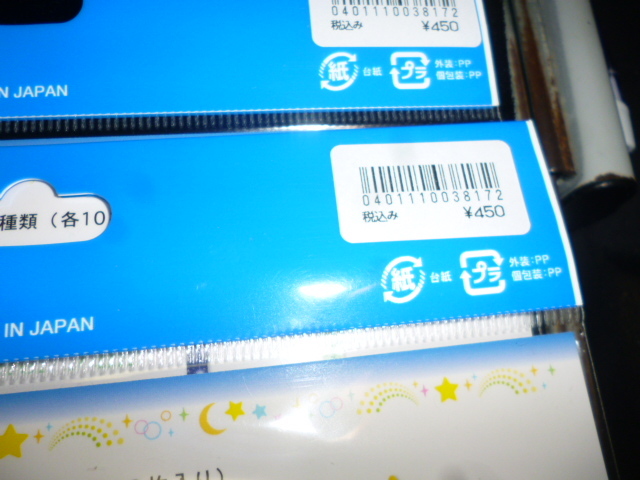 0401110038172
税込み ¥450
紙 台紙 プラ 外装:PP
個包装:PP
IN JAPAN
0401110038172
税込み ¥450
種類(各10
紙 台紙 プラ 外装:PP
個包装:PP
IN JAPAN